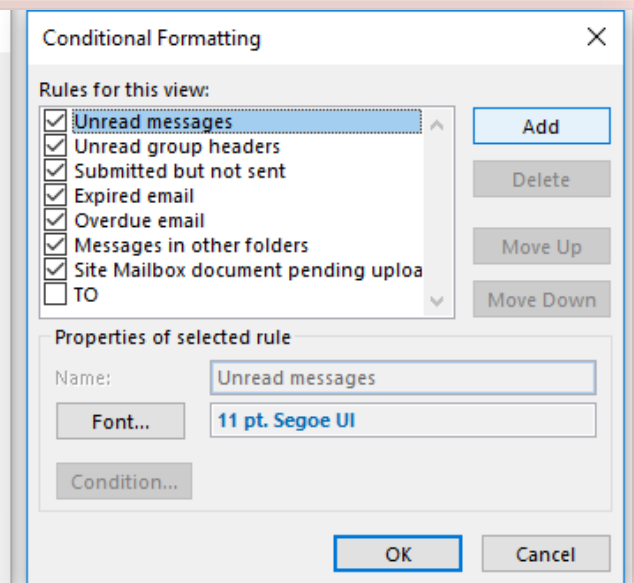 Conditional Formatting
Rules for this view:
Unread messages
Unread group headers
Submitted but not sent
Expired email
Overdue email
Messages in other folders
Site Mailbox document pending uploa
TO
Add
Delete
Move Up
Move Down
Properties of selected rule
Name:
Unread messages
Font...
11 pt. Segoe UI
Condition...
OK
Cancel